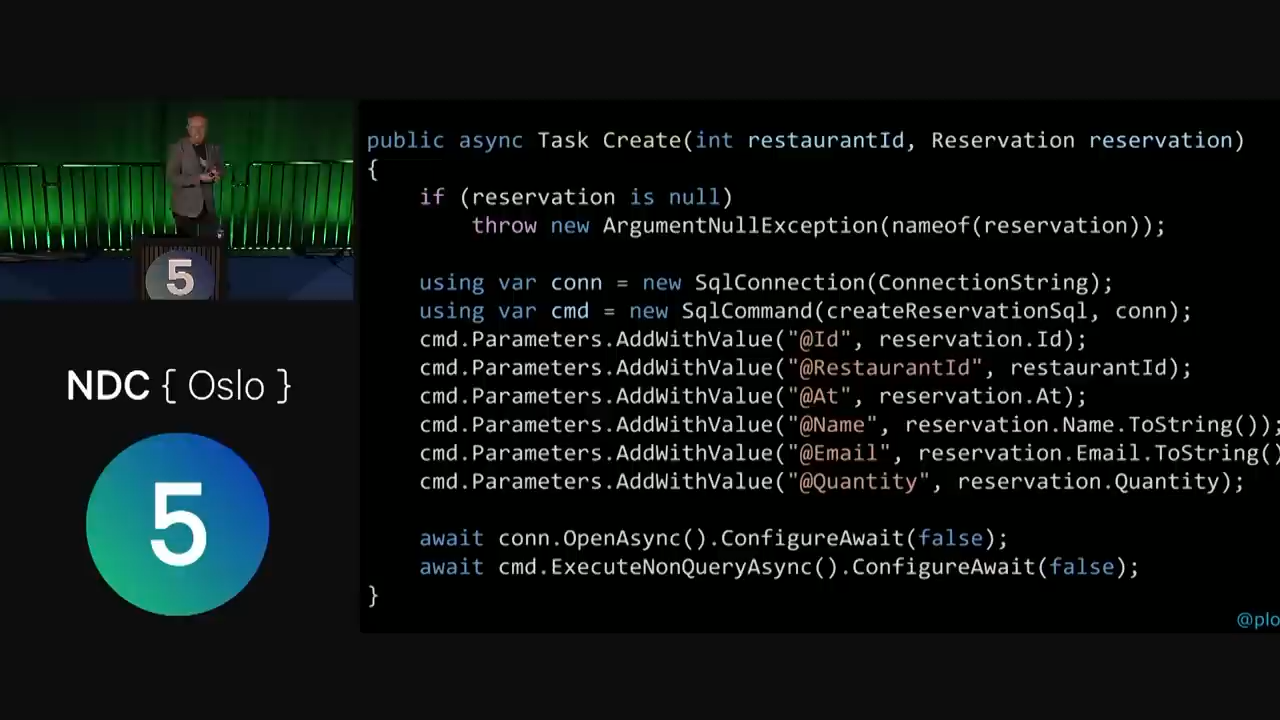 public async Task Create(int restaurantId, Reservation reservation)
{
if (reservation is null)
throw new ArgumentNullException(nameof(reservation));
using var conn = new SqlConnection(ConnectionString);
using var cmd = new SqlCommand(createReservationSql, conn);
cmd.Parameters.AddWithValue("@Id", reservation.Id);
cmd.Parameters.AddWithValue("@RestaurantId", restaurantId);
cmd.Parameters.AddWithValue("@At", reservation.At);
cmd.Parameters.AddWithValue("@Name", reservation.Name.ToString());
cmd.Parameters.AddWithValue("@Email", reservation.Email.ToString()
cmd.Parameters.AddWithValue("@Quantity", reservation.Quantity);
await conn.OpenAsync().ConfigureAwait(false);
await cmd.ExecuteNonQueryAsync().ConfigureAwait(false);
}
@plo
5
NDC { Oslo }
5